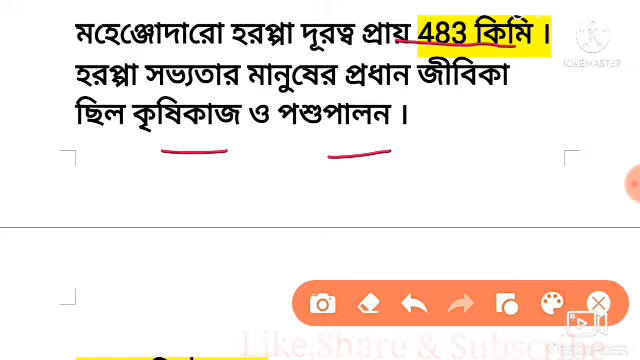 মহেঞ্জোদারো হরপ্পা দূরত্ব প্রায় 483 কিমি ।
হরপ্পা সভ্যতার মানুষের প্রধান জীবিকা
ছিল কৃষিকাজ ও পশুপালন ।
KINEMASTER
Like,Share & Subscribe